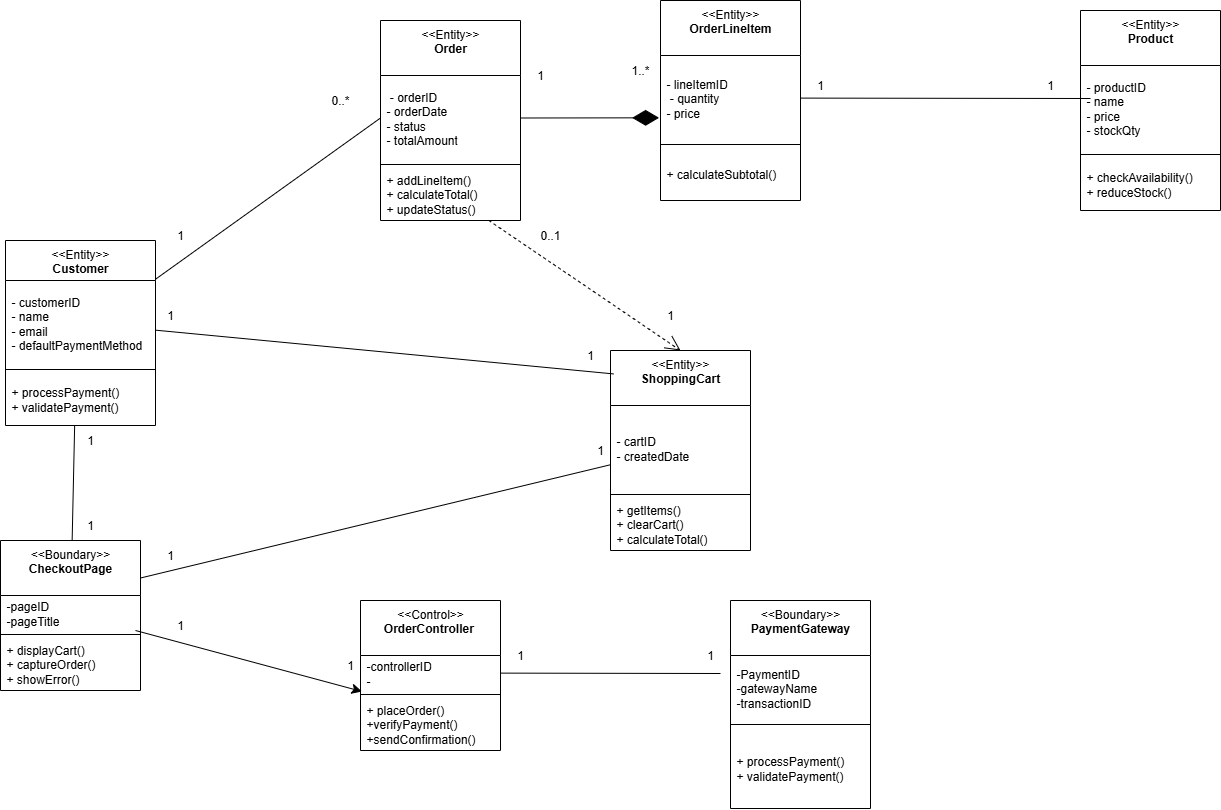 <<Entity>>
Order
- orderID
- orderDate
- status
- totalAmount
+ addLineItem()
+ calculateTotal()
+ updateStatus()
1
1..*
<<Entity>>
OrderLineItem
- lineItemID
- quantity
- price
+ calculateSubtotal()
1
1
<<Entity>>
Product
- productID
- name
- price
- stockQty
+ checkAvailability()
+ reduceStock()
0..*
1
0..1
1
<<Entity>>
Customer
- customerID
- name
- email
- defaultPaymentMethod
+ processPayment()
+ validatePayment()
1
1
<<Entity>>
ShoppingCart
- cartID
- createdDate
+ getItems()
+ clearCart()
+ calculateTotal()
1
1
1
1
<<Boundary>>
CheckoutPage
-pageID
-pageTitle
+ displayCart()
+ captureOrder()
+ showError()
1
1
<<Control>>
OrderController
-controllerID
-
+ placeOrder()
+verifyPayment()
+sendConfirmation()
1
1
<<Boundary>>
PaymentGateway
-PaymentID
-gatewayName
-transactionID
+ processPayment()
+ validatePayment()